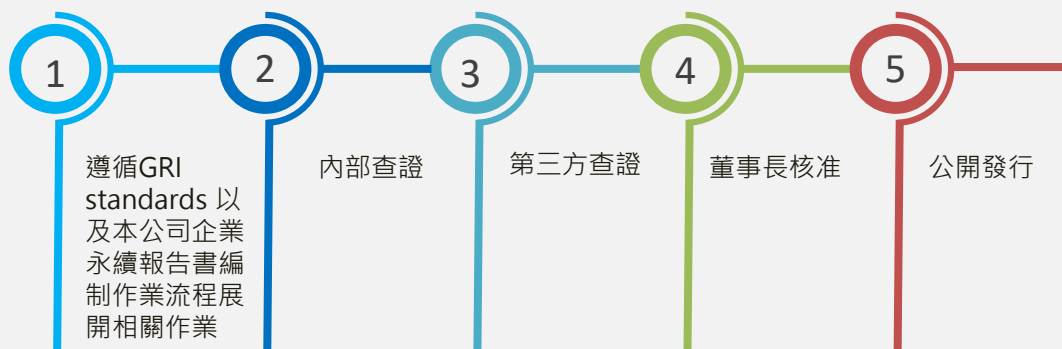 1
遵循GRI
standards 以
及本公司企業
永續報告書編
制作業流程展
開相關作業
2
內部查證
3
第三方查證
4
董事長核准
5
公開發行